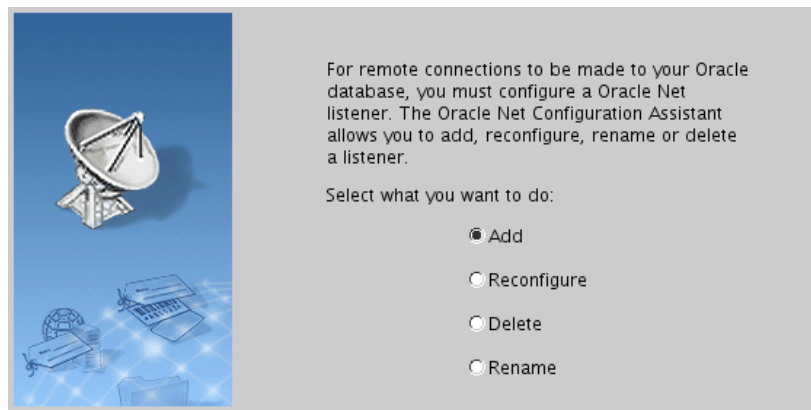 For remote connections to be made to your Oracle
database, you must configure a Oracle Net
listener. The Oracle Net Configuration Assistant
allows you to add, reconfigure, rename or delete
a listener.
Select what you want to do:
Add
Reconfigure
Delete
Rename